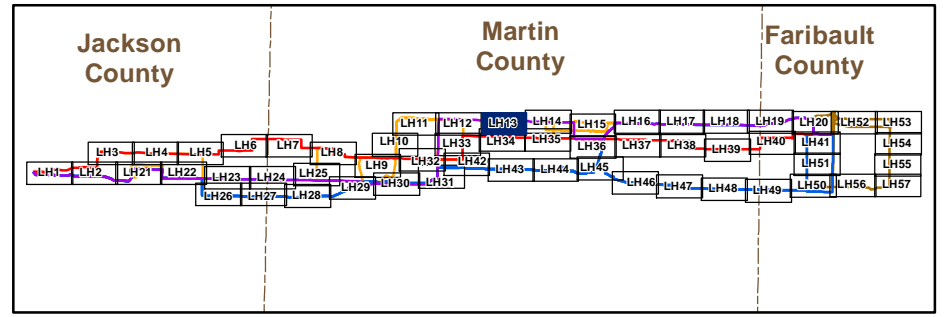 Jackson
County
Martin
County
Faribault
County
LH11 LH12 LH13 LH14 LH15 LH16 LH17 LH18 LH19 LH20 LH52 LH53
LH10 LH33 LH34 LH35 LH36 LH37 LH38 LH39 LH40 LH41 LH54
LH3 LH4 LH5 LH6 LH7 LH8 LH9 LH32 LH42 LH51 LH55
LH1 LH2 LH21 LH22 LH23 LH24 LH25 LH29 LH30 LH31 LH43 LH44 LH45 LH46 LH47 LH48 LH49 LH50 LH56 LH57
LH26 LH27 LH28